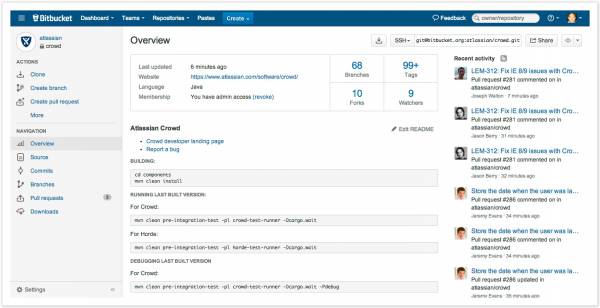 Bitbucket Dashboard Teams Repositories Pastes Create Feedback owner/repository
atlassian
crowd
ACTIONS
Clone
Create branch
Create pull request
More
NAVIGATION
Overview
Source
Commits
Branches
Pull requests
Downloads
Settings
Overview
SSH git@bitbucket.org:atlassian/crowd.git Share
Last updated 6 minutes ago
Website https://www.atlassian.com/software/crowd/
Language Java
Membership You have admin access (revoke)
68
Branches
99+
Tags
10
Forks
9
Watchers
Atlassian Crowd
Edit README
• Crowd developer landing page
• Report a bug
BUILDING:
cd components
mvn clean install
RUNNING LAST BUILT VERSION:
For Crowd:
mvn clean pre-integration-test -pl crowd-test-runner -Dcargo.wait
For Horde:
mvn clean pre-integration-test -pl horde-test-runner -Dcargo.wait
DEBUGGING LAST BUILT VERSION
For Crowd:
mvn clean pre-integration-test -pl crowd-test-runner -Dcargo.wait -Pdebug
Recent activity
LEM-312: Fix IE 8/9 issues with Cro...
Pull request #281 commented on in
atlassian/crowd
Joseph Walton · 7 minutes ago
LEM-312: Fix IE 8/9 issues with Cro...
Pull request #281 commented on in
atlassian/crowd
Jason Berry · 31 minutes ago
LEM-312: Fix IE 8/9 issues with Cro...
Pull request #281 commented on in
atlassian/crowd
Jason Berry · 32 minutes ago
Store the date when the user was la...
Pull request #286 commented on in
atlassian/crowd
Jeremy Evans · 34 minutes ago
Store the date when the user was la...
Pull request #286 commented on in
atlassian/crowd
Jeremy Evans · 34 minutes ago
Store the date when the user was la...
Pull request #286 updated in
atlassian/crowd
Jeremy Evans · 34 minutes ago